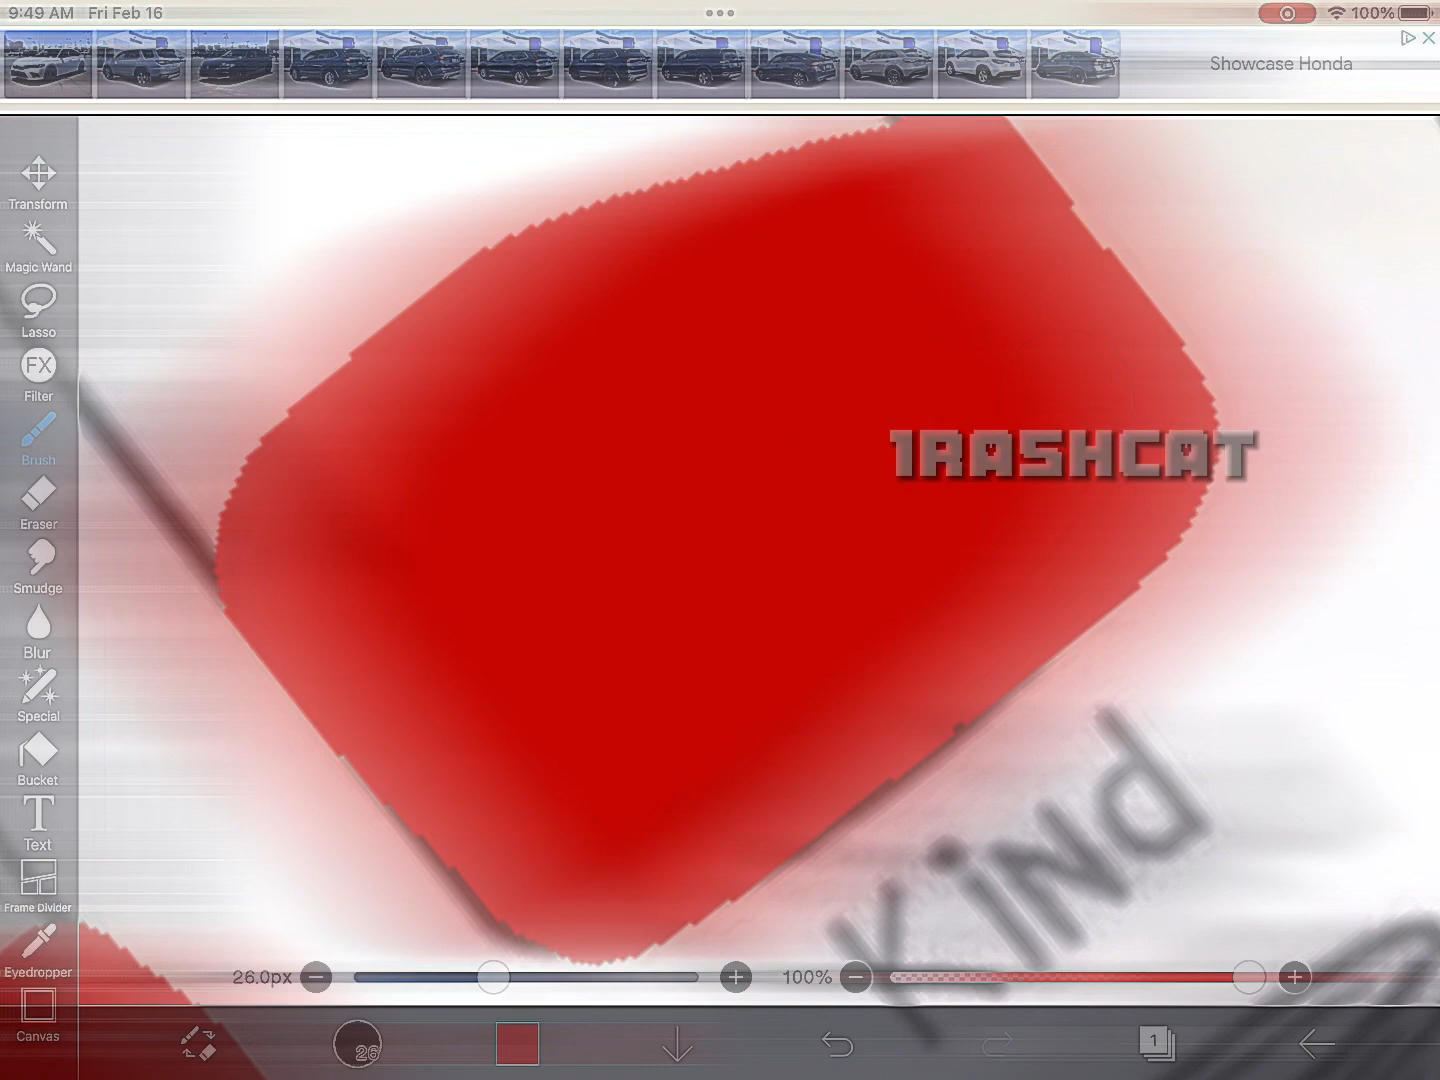 9:49 AM Fri Feb 16
100%
Showcase Honda
Transform
Magic Wand
Lasso
FX
Filter
Brush
Eraser
Smudge
Blur
Special
Bucket
T
Text
Frame Divider
Eyedropper
Canvas
1RASHCAT
KiNd
26.0px
100%
26
1